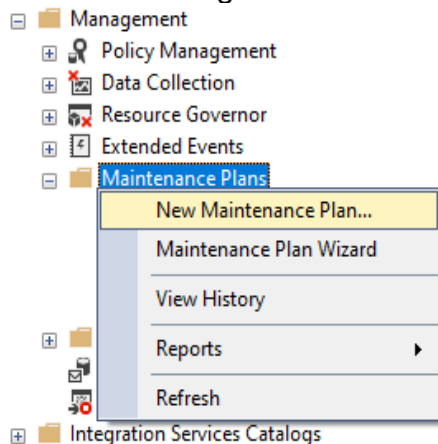 Management
Policy Management
Data Collection
Resource Governor
Extended Events
Maintenance Plans
New Maintenance Plan...
Maintenance Plan Wizard
View History
Reports
Refresh
Integration Services Catalogs